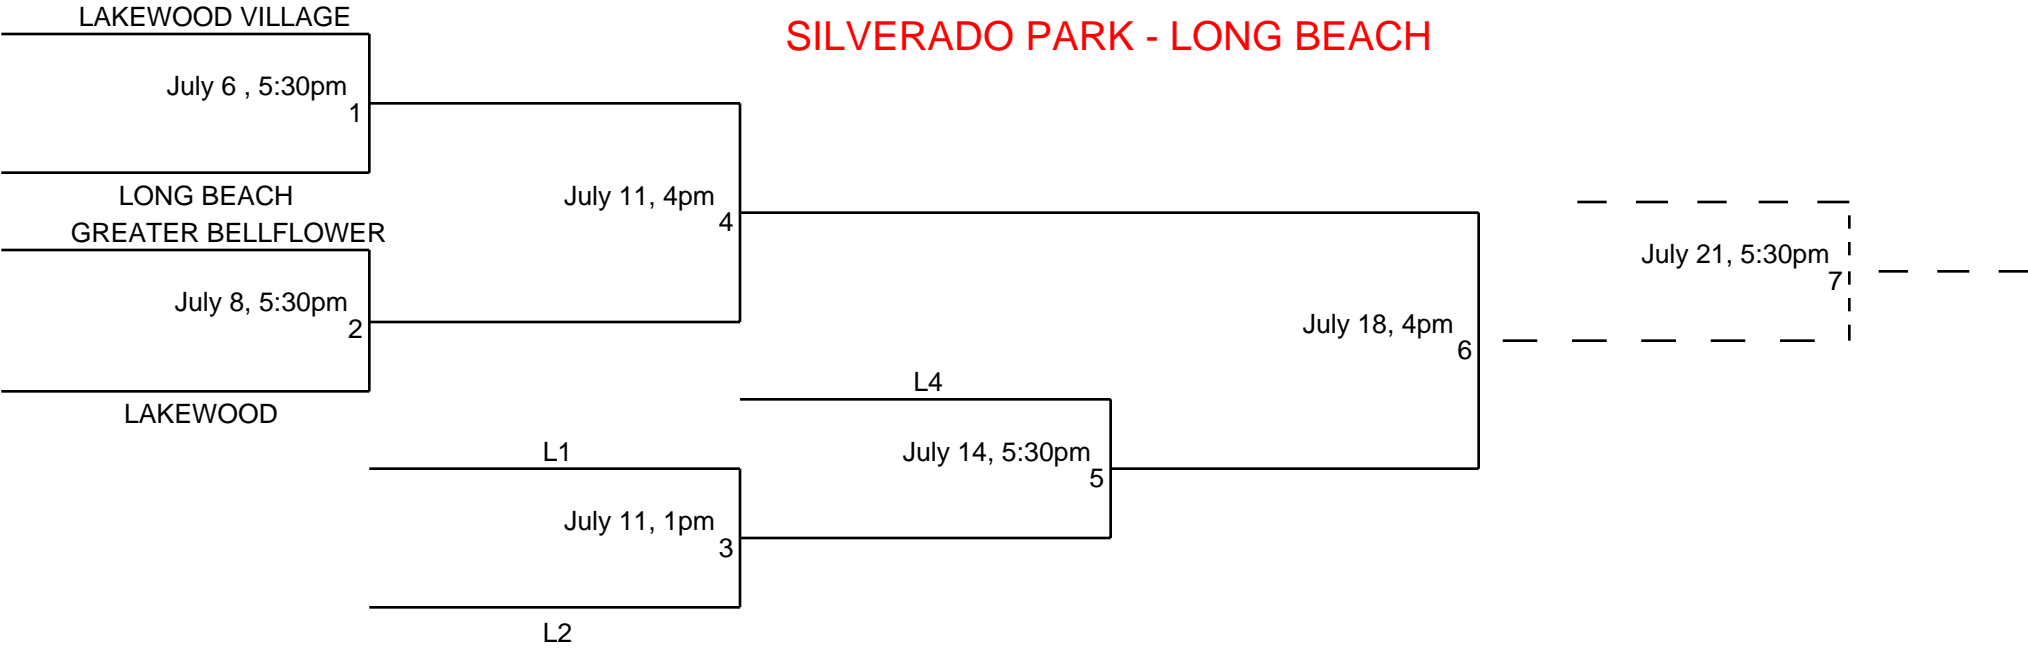 LAKEWOOD VILLAGE
SILVERADO PARK - LONG BEACH
July 6 , 5:30pm
1
LONG BEACH
July 11, 4pm
4
GREATER BELLFLOWER
July 21, 5:30pm
7
July 8, 5:30pm
2
July 18, 4pm
6
L4
LAKEWOOD
L1
July 14, 5:30pm
5
July 11, 1pm
3
L2